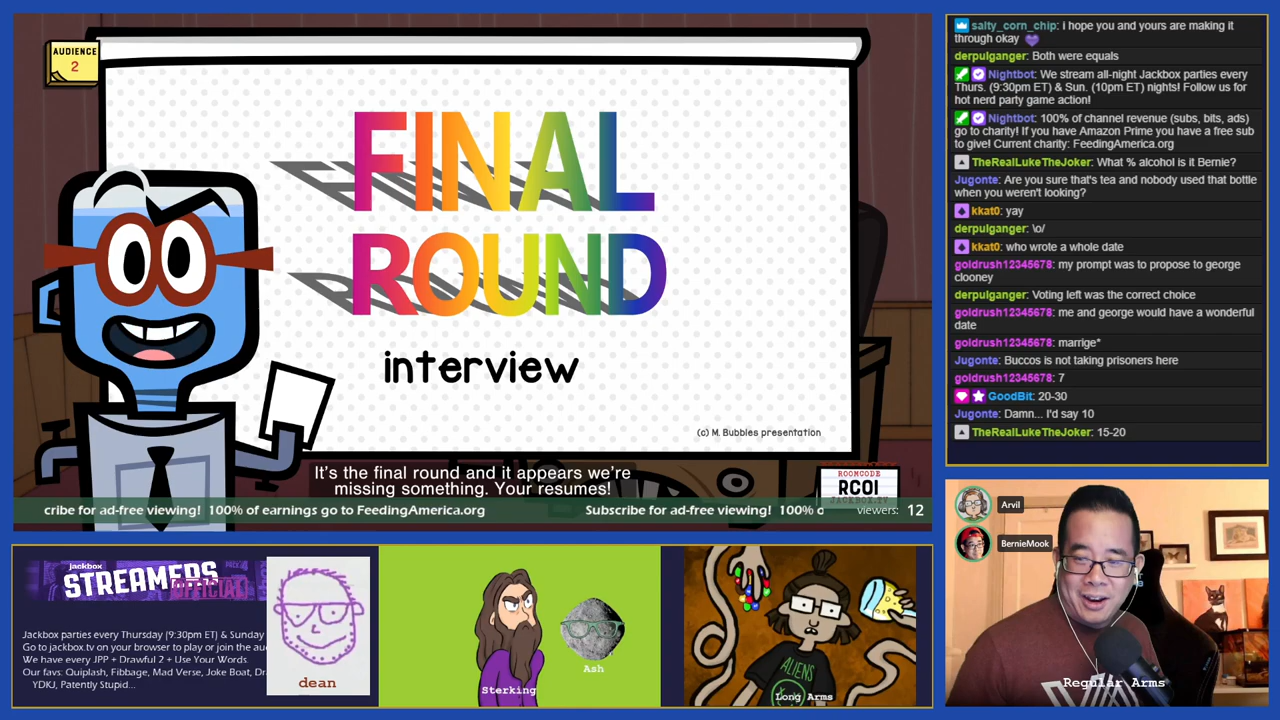 AUDIENCE
2
FINAL
ROUND
interview
(c) M. Bubbles presentation
It's the final round and it appears we're
missing something. Your resumes!
ROOMCODE
RCOI
JACKBOX.TV
cribe for ad-free viewing!  100% of earnings go to FeedingAmerica.org
Subscribe for ad-free viewing!  100% o
viewers: 12
salty_corn_chip: i hope you and yours are making it
through okay
derpulganger: Both were equals
Nightbot: We stream all-night Jackbox parties every
Thurs. (9:30pm ET) & Sun. (10pm ET) nights! Follow us for
hot nerd party game action!
Nightbot: 100% of channel revenue (subs, bits, ads)
go to charity! If you have Amazon Prime you have a free sub
to give! Current charity: FeedingAmerica.org
TheRealLukeTheJoker: What % alcohol is it Bernie?
Jugonte: Are you sure that's tea and nobody used that bottle
when you weren't looking?
kkat0: yay
derpulganger: \o/
kkat0: who wrote a whole date
goldrush12345678: my prompt was to propose to george
clooney
derpulganger: Voting left was the correct choice
goldrush12345678: me and george would have a wonderful
date
goldrush12345678: marrige*
Jugonte: Buccos is not taking prisoners here
goldrush12345678: 7
GoodBit: 20-30
Jugonte: Damn... I'd say 10
TheRealLukeTheJoker: 15-20
jackbox
STREAMERS
OFFICIAL
Jackbox parties every Thursday (9:30pm ET) & Sunday
Go to jackbox.tv on your browser to play or join the au
We have every JPP + Drawful 2 + Use Your Words
Our favs: Quiplash, Fibbage, Mad Verse, Joke Boat, Dr
YDKJ, Patently Stupid...
dean
Sterking
Ash
ALIENS
Long Arms
Arvil
BernieMook
Regular Arms